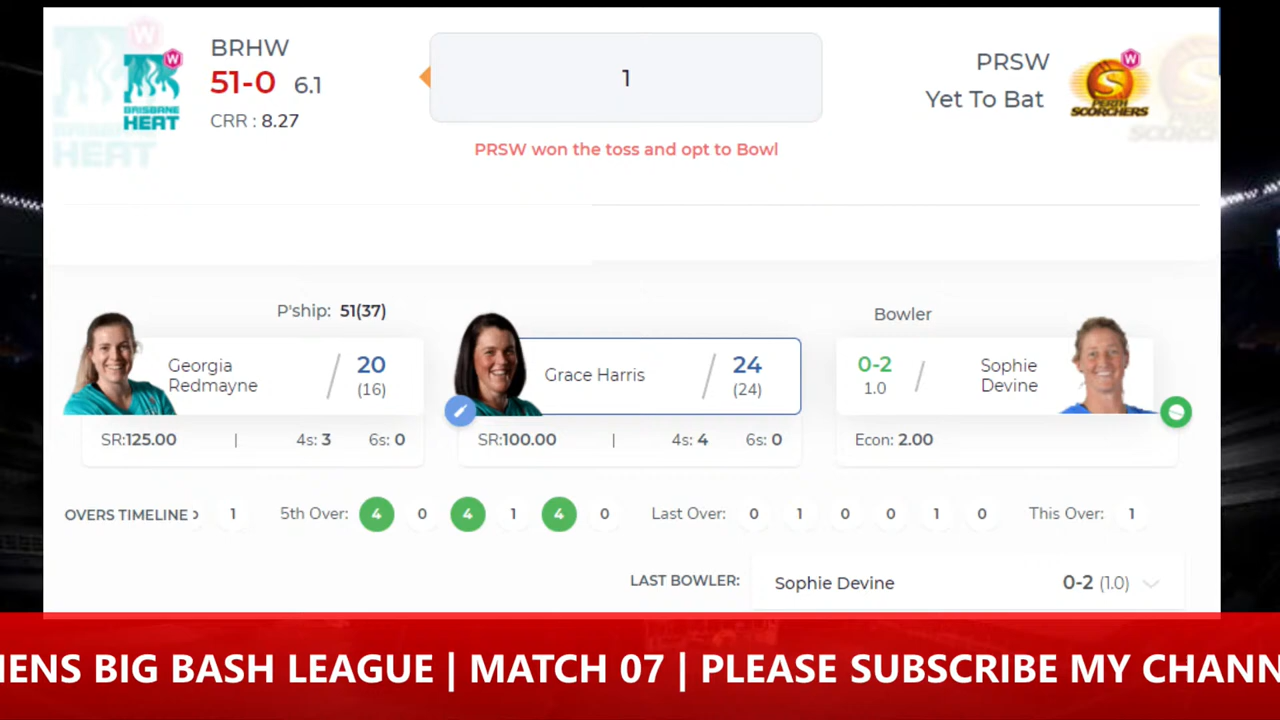 BRHW
51-0 6.1
CRR : 8.27
W
BRISBANE
HEAT
1
PRSW won the toss and opt to Bowl
PRSW
Yet To Bat
W
PERTH
SCORCHERS
P'ship: 51(37)
Georgia
Redmayne
20
(16)
SR:125.00 | 4s: 3 6s: 0
Grace Harris
24
(24)
SR:100.00 | 4s: 4 6s: 0
Bowler
0-2
1.0
Sophie
Devine
Econ: 2.00
OVERS TIMELINE 1 5th Over: 4 0 4 1 4 0 Last Over: 0 1 0 0 1 0 This Over: 1
LAST BOWLER: Sophie Devine 0-2 (1.0)
ENS BIG BASH LEAGUE | MATCH 07 | PLEASE SUBSCRIBE MY CHANN